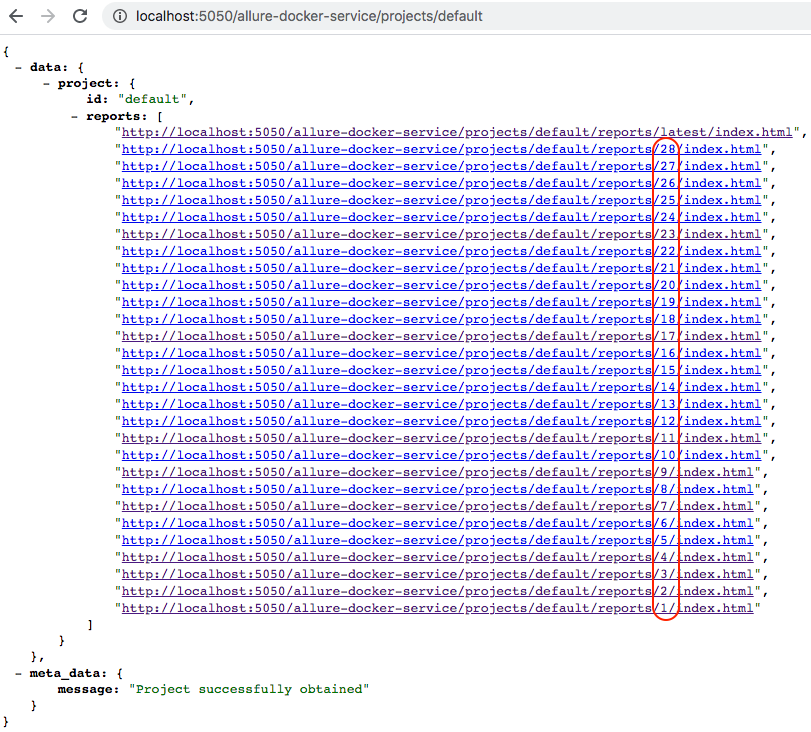 localhost:5050/allure-docker-service/projects/default
{
– data: {
– project: {
id: "default",
– reports: [
"http://localhost:5050/allure-docker-service/projects/default/reports/latest/index.html",
"http://localhost:5050/allure-docker-service/projects/default/reports/28/index.html",
"http://localhost:5050/allure-docker-service/projects/default/reports/27/index.html",
"http://localhost:5050/allure-docker-service/projects/default/reports/26/index.html",
"http://localhost:5050/allure-docker-service/projects/default/reports/25/index.html",
"http://localhost:5050/allure-docker-service/projects/default/reports/24/index.html",
"http://localhost:5050/allure-docker-service/projects/default/reports/23/index.html",
"http://localhost:5050/allure-docker-service/projects/default/reports/22/index.html",
"http://localhost:5050/allure-docker-service/projects/default/reports/21/index.html",
"http://localhost:5050/allure-docker-service/projects/default/reports/20/index.html",
"http://localhost:5050/allure-docker-service/projects/default/reports/19/index.html",
"http://localhost:5050/allure-docker-service/projects/default/reports/18/index.html",
"http://localhost:5050/allure-docker-service/projects/default/reports/17/index.html",
"http://localhost:5050/allure-docker-service/projects/default/reports/16/index.html",
"http://localhost:5050/allure-docker-service/projects/default/reports/15/index.html",
"http://localhost:5050/allure-docker-service/projects/default/reports/14/index.html",
"http://localhost:5050/allure-docker-service/projects/default/reports/13/index.html",
"http://localhost:5050/allure-docker-service/projects/default/reports/12/index.html",
"http://localhost:5050/allure-docker-service/projects/default/reports/11/index.html",
"http://localhost:5050/allure-docker-service/projects/default/reports/10/index.html",
"http://localhost:5050/allure-docker-service/projects/default/reports/9/index.html",
"http://localhost:5050/allure-docker-service/projects/default/reports/8/index.html",
"http://localhost:5050/allure-docker-service/projects/default/reports/7/index.html",
"http://localhost:5050/allure-docker-service/projects/default/reports/6/index.html",
"http://localhost:5050/allure-docker-service/projects/default/reports/5/index.html",
"http://localhost:5050/allure-docker-service/projects/default/reports/4/index.html",
"http://localhost:5050/allure-docker-service/projects/default/reports/3/index.html",
"http://localhost:5050/allure-docker-service/projects/default/reports/2/index.html",
"http://localhost:5050/allure-docker-service/projects/default/reports/1/index.html"
]
}
},
– meta_data: {
message: "Project successfully obtained"
}
}